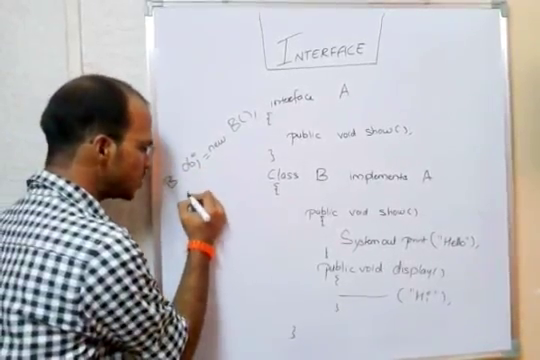 INTERFACE
interface A
{
public void show();
}
Class B implements A
{
public void show()
{
System out print ("Hello");
}
public void display()
{
("Hi");
}
}
B obj = new B();